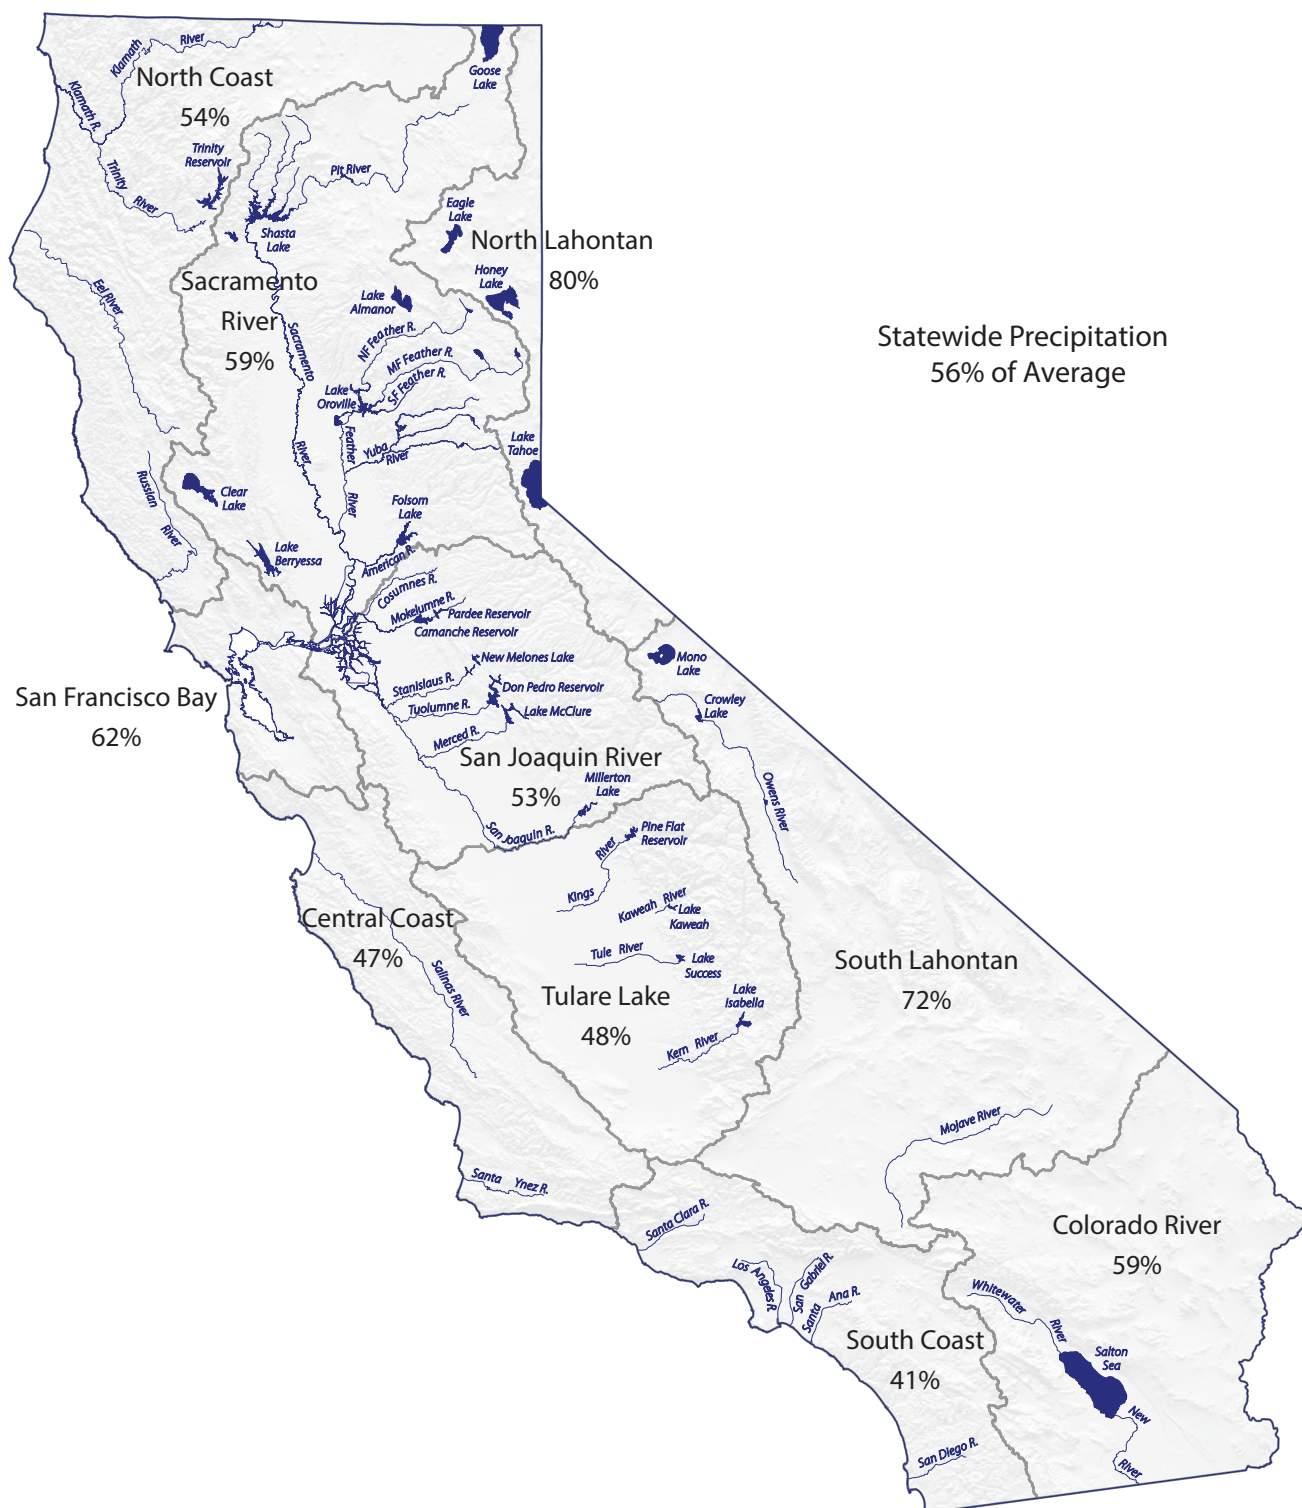 Klamath
River
Goose
Lake
North Coast
54%
Klamath R.
Trinity
Reservoir
Pit River
Trinity
River
Eagle
Lake
Shasta
Lake
North Lahontan
80%
Honey
Lake
Sacramento
River
59%
Eel River
Lake
Almanor
Sacramento
River
NF Feather R.
MF Feather R.
SF Feather R.
Statewide Precipitation
56% of Average
Lake
Oroville
Feather
River
Yuba
River
Lake
Tahoe
Russian
River
Clear
Lake
Folsom
Lake
Lake
Berryessa
American R.
Cosumnes R.
Mokelumne R.
Pardee Reservoir
Camanche Reservoir
New Melones Lake
Mono
Lake
Stanislaus R.
Don Pedro Reservoir
San Francisco Bay
62%
Tuolumne R.
Lake McClure
Crowley
Lake
Merced R.
San Joaquin River
53%
Millerton
Lake
Owens River
San Joaquin R.
Pine Flat
Reservoir
Kings
River
Kaweah River
Lake
Kaweah
Central Coast
47%
Salinas River
Tule River
Lake
Success
South Lahontan
72%
Tulare Lake
48%
Lake
Isabella
Kern River
Mojave River
Santa Ynez R.
Santa Clara R.
Colorado River
59%
Los Angeles R.
San Gabriel R.
Santa Ana R.
Whitewater
River
South Coast
41%
Salton
Sea
New
River
San Diego R.